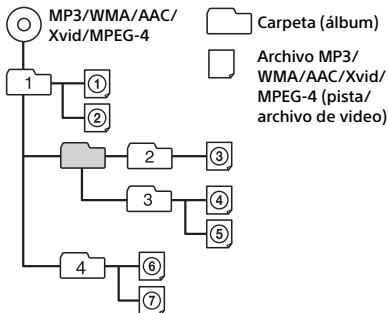 MP3/WMA/AAC/
Xvid/MPEG-4
Carpeta (álbum)
Archivo MP3/
WMA/AAC/Xvid/
MPEG-4 (pista/
archivo de video)
1
①
②
2
③
3
④
⑤
4
⑥
⑦